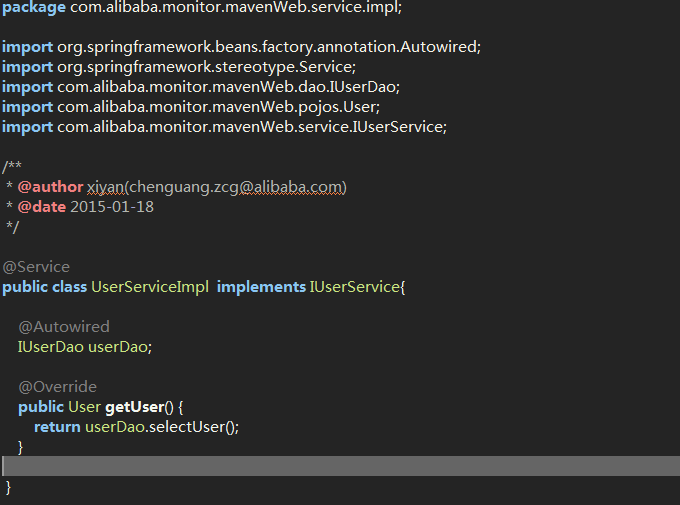 package com.alibaba.monitor.mavenWeb.service.impl;
import org.springframework.beans.factory.annotation.Autowired;
import org.springframework.stereotype.Service;
import com.alibaba.monitor.mavenWeb.dao.IUserDao;
import com.alibaba.monitor.mavenWeb.pojos.User;
import com.alibaba.monitor.mavenWeb.service.IUserService;
/**
* @author xiyan(chenguang.zcg@alibaba.com)
* @date 2015-01-18
*/
@Service
public class UserServiceImpl  implements IUserService{
@Autowired
IUserDao userDao;
@Override
public User getUser() {
return userDao.selectUser();
}
}